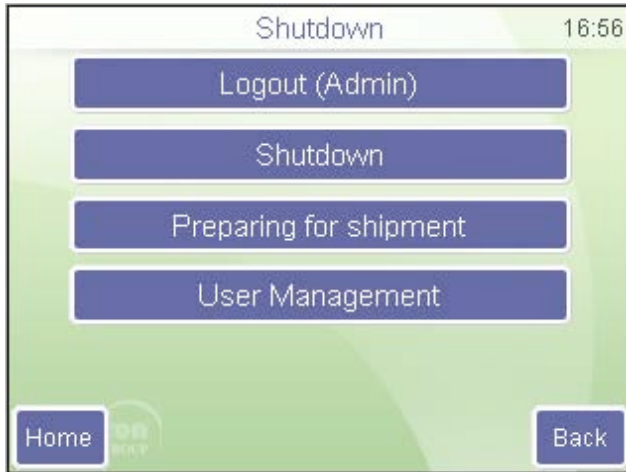 Shutdown 16:56
Logout (Admin)
Shutdown
Preparing for shipment
User Management
Home
Back